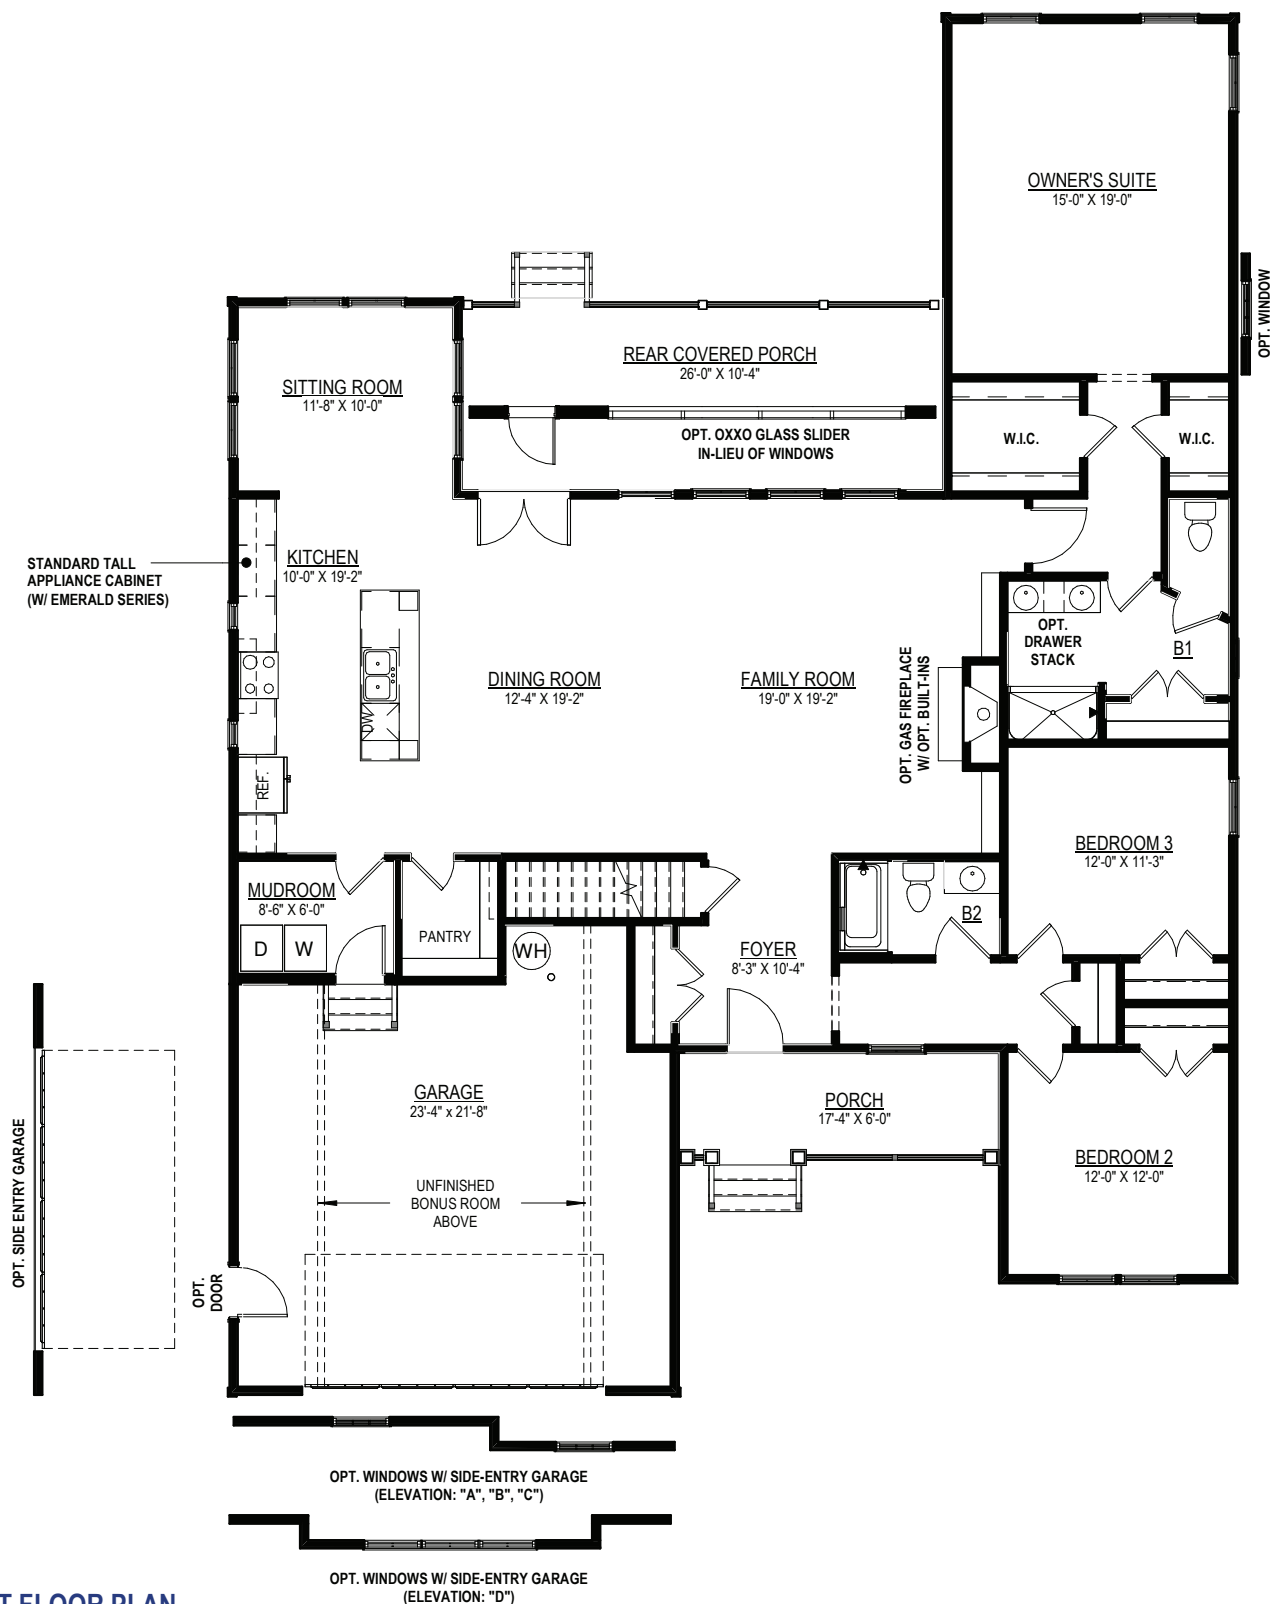 OWNER'S SUITE
15'-0" X 19'-0"
OPT. WINDOW
REAR COVERED PORCH
26'-0" X 10'-4"
SITTING ROOM
11'-8" X 10'-0"
OPT. OXXO GLASS SLIDER
IN-LIEU OF WINDOWS
W.I.C.
W.I.C.
STANDARD TALL
APPLIANCE CABINET
(W/ EMERALD SERIES)
KITCHEN
10'-0" X 19'-2"
OPT.
DRAWER
STACK
B1
DINING ROOM
12'-4" X 19'-2"
FAMILY ROOM
19'-0" X 19'-2"
OPT. GAS FIREPLACE
W/ OPT. BUILT-INS
DW
REF.
BEDROOM 3
12'-0" X 11'-3"
MUDROOM
8'-6" X 6'-0"
D
W
PANTRY
WH
FOYER
8'-3" X 10'-4"
B2
GARAGE
23'-4" x 21'-8"
PORCH
17'-4" X 6'-0"
BEDROOM 2
12'-0" X 12'-0"
UNFINISHED
BONUS ROOM
ABOVE
OPT. SIDE ENTRY GARAGE
OPT.
DOOR
OPT. WINDOWS W/ SIDE-ENTRY GARAGE
(ELEVATION: "A", "B", "C")
OPT. WINDOWS W/ SIDE-ENTRY GARAGE
(ELEVATION: "D")
T FLOOR PLAN